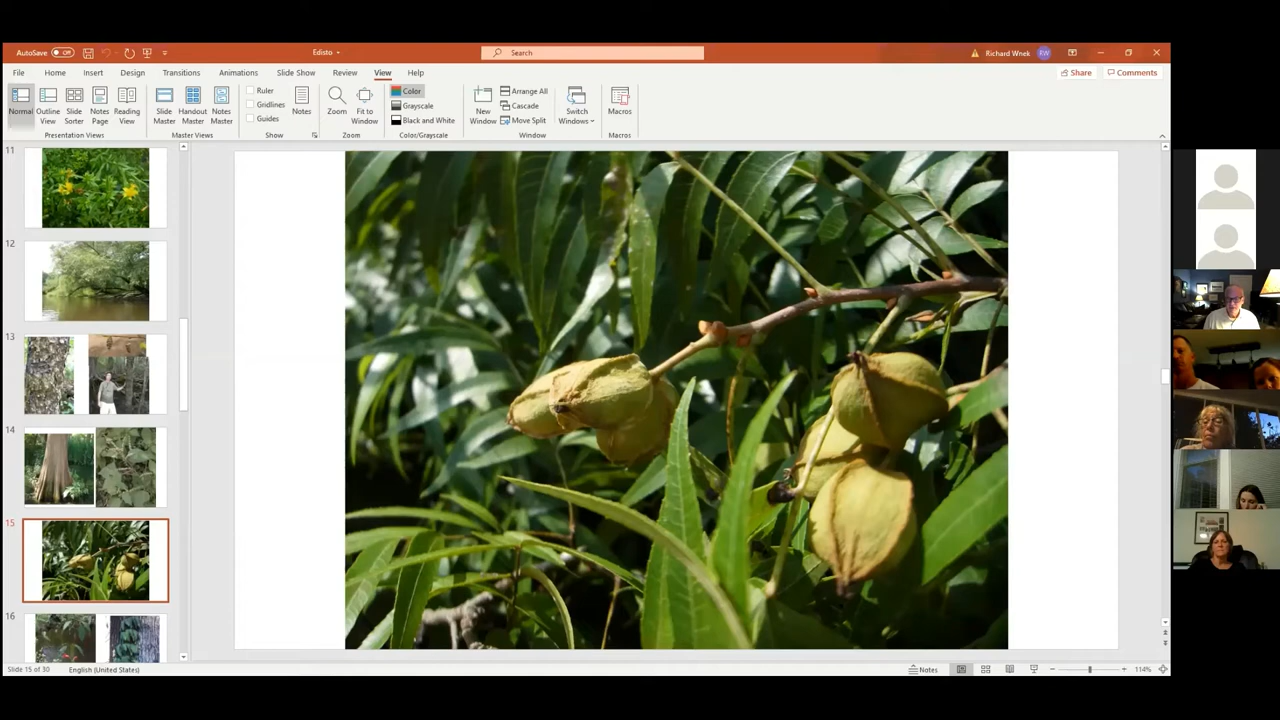 AutoSave Off Edisto Search Richard Wnek RW
File Home Insert Design Transitions Animations Slide Show Review View Help Share Comments
Normal Outline View Slide Sorter Notes Page Reading View Slide Master Handout Master Notes Master Ruler Gridlines Guides Notes Zoom Fit to Window Color Grayscale Black and White New Window Arrange All Cascade Move Split Switch Windows Macros
Presentation Views Master Views Show Zoom Color/Grayscale Window Macros
11
12
13
14
15
16
Slide 15 of 30 English (United States) Notes 114%